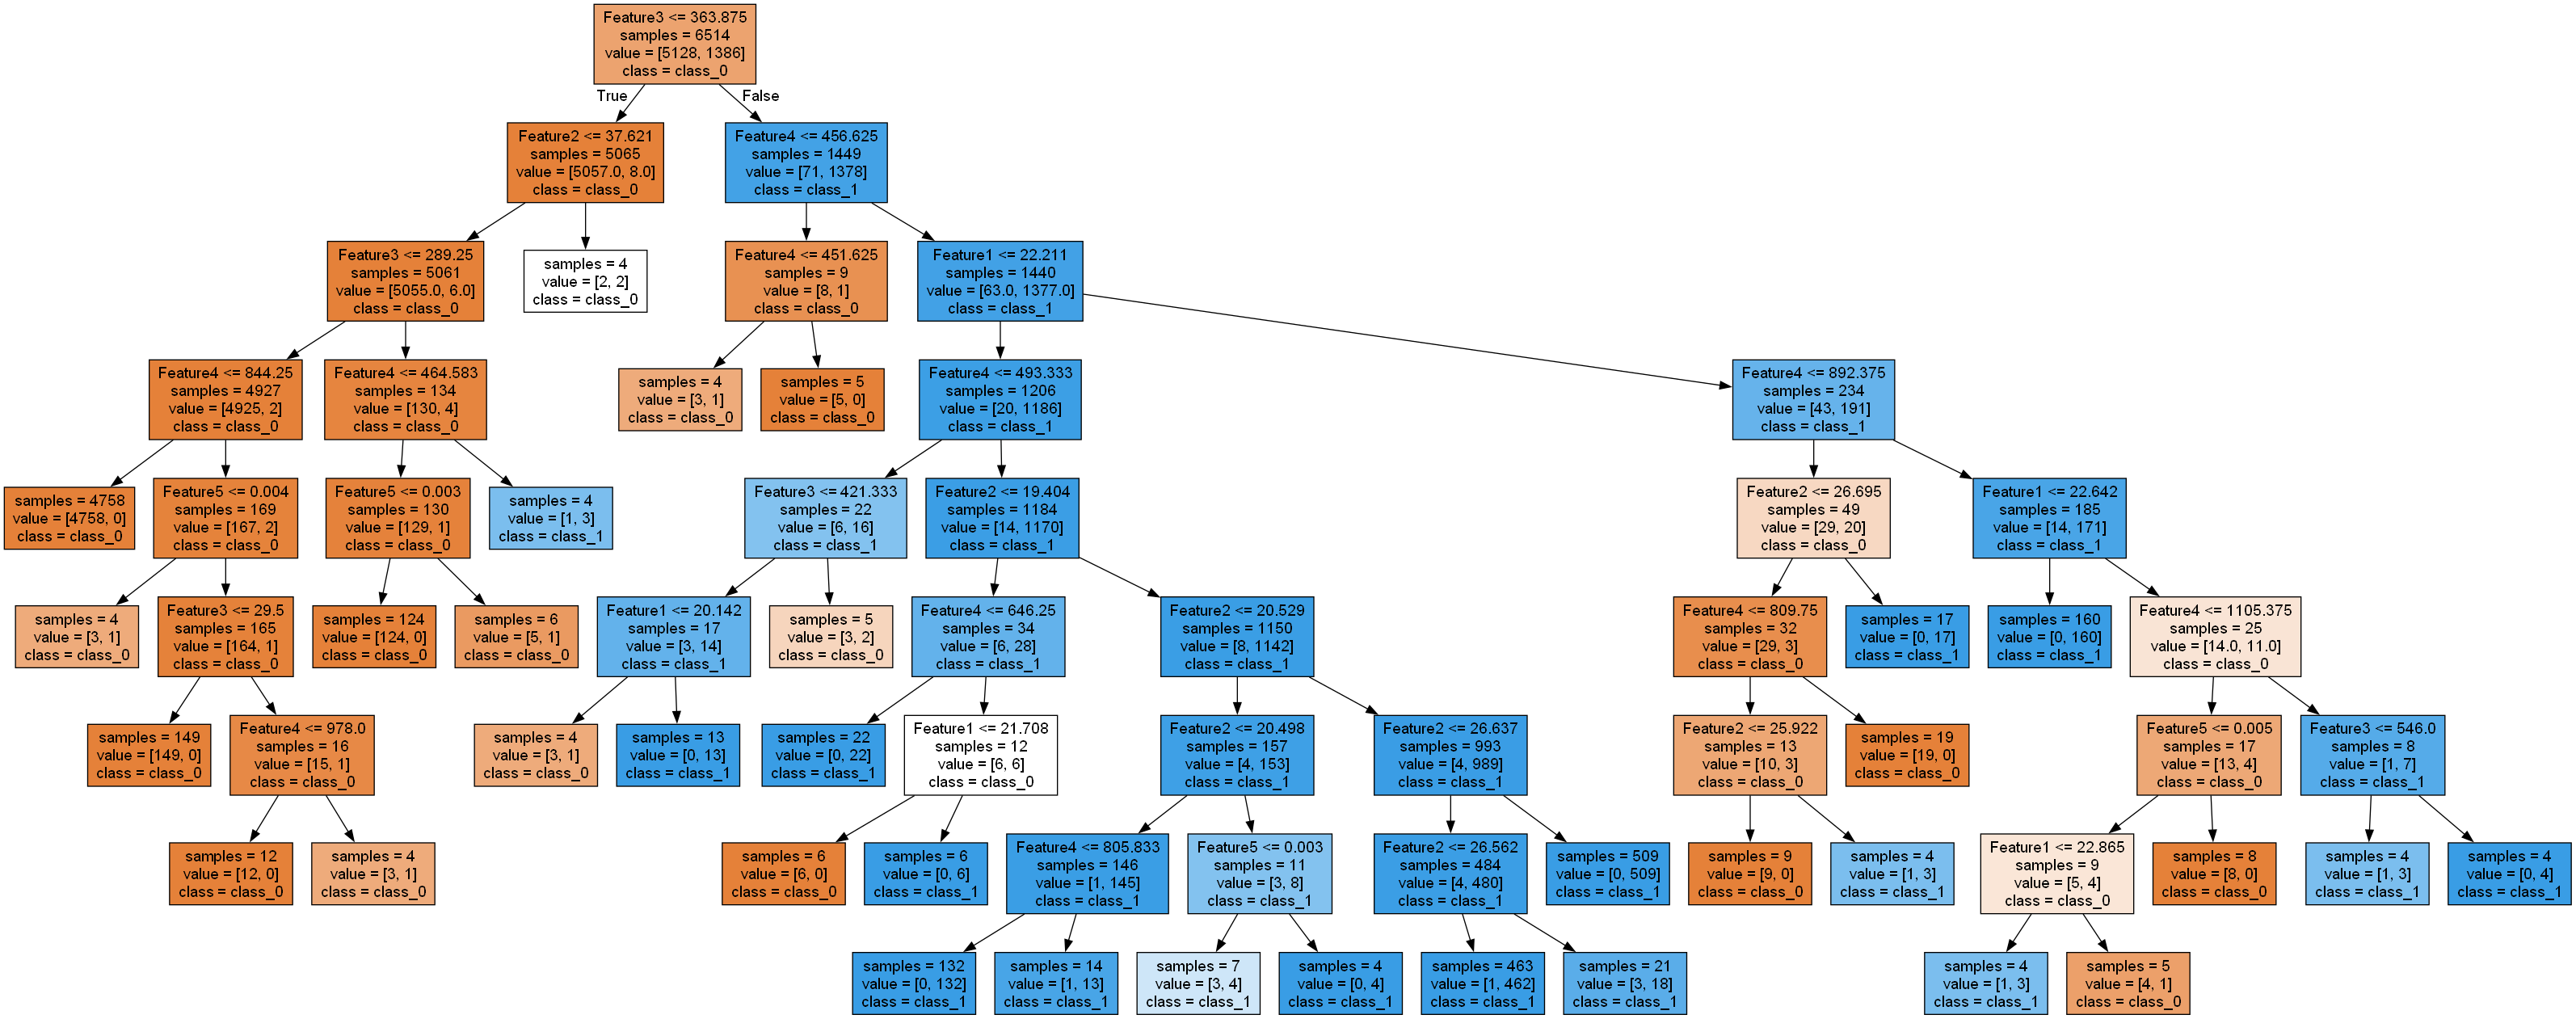 Feature3 <= 363.875
samples = 6514
value = [5128, 1386]
class = class_0
True
False
Feature2 <= 37.621
samples = 5065
value = [5057.0, 8.0]
class = class_0
Feature4 <= 456.625
samples = 1449
value = [71, 1378]
class = class_1
Feature3 <= 289.25
samples = 5061
value = [5055.0, 6.0]
class = class_0
samples = 4
value = [2, 2]
class = class_0
Feature4 <= 451.625
samples = 9
value = [8, 1]
class = class_0
Feature1 <= 22.211
samples = 1440
value = [63.0, 1377.0]
class = class_1
Feature4 <= 844.25
samples = 4927
value = [4925, 2]
class = class_0
Feature4 <= 464.583
samples = 134
value = [130, 4]
class = class_0
samples = 4
value = [3, 1]
class = class_0
samples = 5
value = [5, 0]
class = class_0
Feature4 <= 493.333
samples = 1206
value = [20, 1186]
class = class_1
Feature4 <= 892.375
samples = 234
value = [43, 191]
class = class_1
samples = 4758
value = [4758, 0]
class = class_0
Feature5 <= 0.004
samples = 169
value = [167, 2]
class = class_0
Feature5 <= 0.003
samples = 130
value = [129, 1]
class = class_0
samples = 4
value = [1, 3]
class = class_1
Feature3 <= 421.333
samples = 22
value = [6, 16]
class = class_1
Feature2 <= 19.404
samples = 1184
value = [14, 1170]
class = class_1
Feature2 <= 26.695
samples = 49
value = [29, 20]
class = class_0
Feature1 <= 22.642
samples = 185
value = [14, 171]
class = class_1
samples = 4
value = [3, 1]
class = class_0
Feature3 <= 29.5
samples = 165
value = [164, 1]
class = class_0
samples = 124
value = [124, 0]
class = class_0
samples = 6
value = [5, 1]
class = class_0
Feature1 <= 20.142
samples = 17
value = [3, 14]
class = class_1
samples = 5
value = [3, 2]
class = class_0
Feature4 <= 646.25
samples = 34
value = [6, 28]
class = class_1
Feature2 <= 20.529
samples = 1150
value = [8, 1142]
class = class_1
Feature4 <= 809.75
samples = 32
value = [29, 3]
class = class_0
samples = 17
value = [0, 17]
class = class_1
samples = 160
value = [0, 160]
class = class_1
Feature4 <= 1105.375
samples = 25
value = [14.0, 11.0]
class = class_0
samples = 149
value = [149, 0]
class = class_0
Feature4 <= 978.0
samples = 16
value = [15, 1]
class = class_0
samples = 4
value = [3, 1]
class = class_0
samples = 13
value = [0, 13]
class = class_1
samples = 22
value = [0, 22]
class = class_1
Feature1 <= 21.708
samples = 12
value = [6, 6]
class = class_0
Feature2 <= 20.498
samples = 157
value = [4, 153]
class = class_1
Feature2 <= 26.637
samples = 993
value = [4, 989]
class = class_1
Feature2 <= 25.922
samples = 13
value = [10, 3]
class = class_0
samples = 19
value = [19, 0]
class = class_0
Feature5 <= 0.005
samples = 17
value = [13, 4]
class = class_0
Feature3 <= 546.0
samples = 8
value = [1, 7]
class = class_1
samples = 12
value = [12, 0]
class = class_0
samples = 4
value = [3, 1]
class = class_0
samples = 6
value = [6, 0]
class = class_0
samples = 6
value = [0, 6]
class = class_1
Feature4 <= 805.833
samples = 146
value = [1, 145]
class = class_1
Feature5 <= 0.003
samples = 11
value = [3, 8]
class = class_1
Feature2 <= 26.562
samples = 484
value = [4, 480]
class = class_1
samples = 509
value = [0, 509]
class = class_1
samples = 9
value = [9, 0]
class = class_0
samples = 4
value = [1, 3]
class = class_1
Feature1 <= 22.865
samples = 9
value = [5, 4]
class = class_0
samples = 8
value = [8, 0]
class = class_0
samples = 4
value = [1, 3]
class = class_1
samples = 4
value = [0, 4]
class = class_1
samples = 132
value = [0, 132]
class = class_1
samples = 14
value = [1, 13]
class = class_1
samples = 7
value = [3, 4]
class = class_1
samples = 4
value = [0, 4]
class = class_1
samples = 463
value = [1, 462]
class = class_1
samples = 21
value = [3, 18]
class = class_1
samples = 4
value = [1, 3]
class = class_1
samples = 5
value = [4, 1]
class = class_0